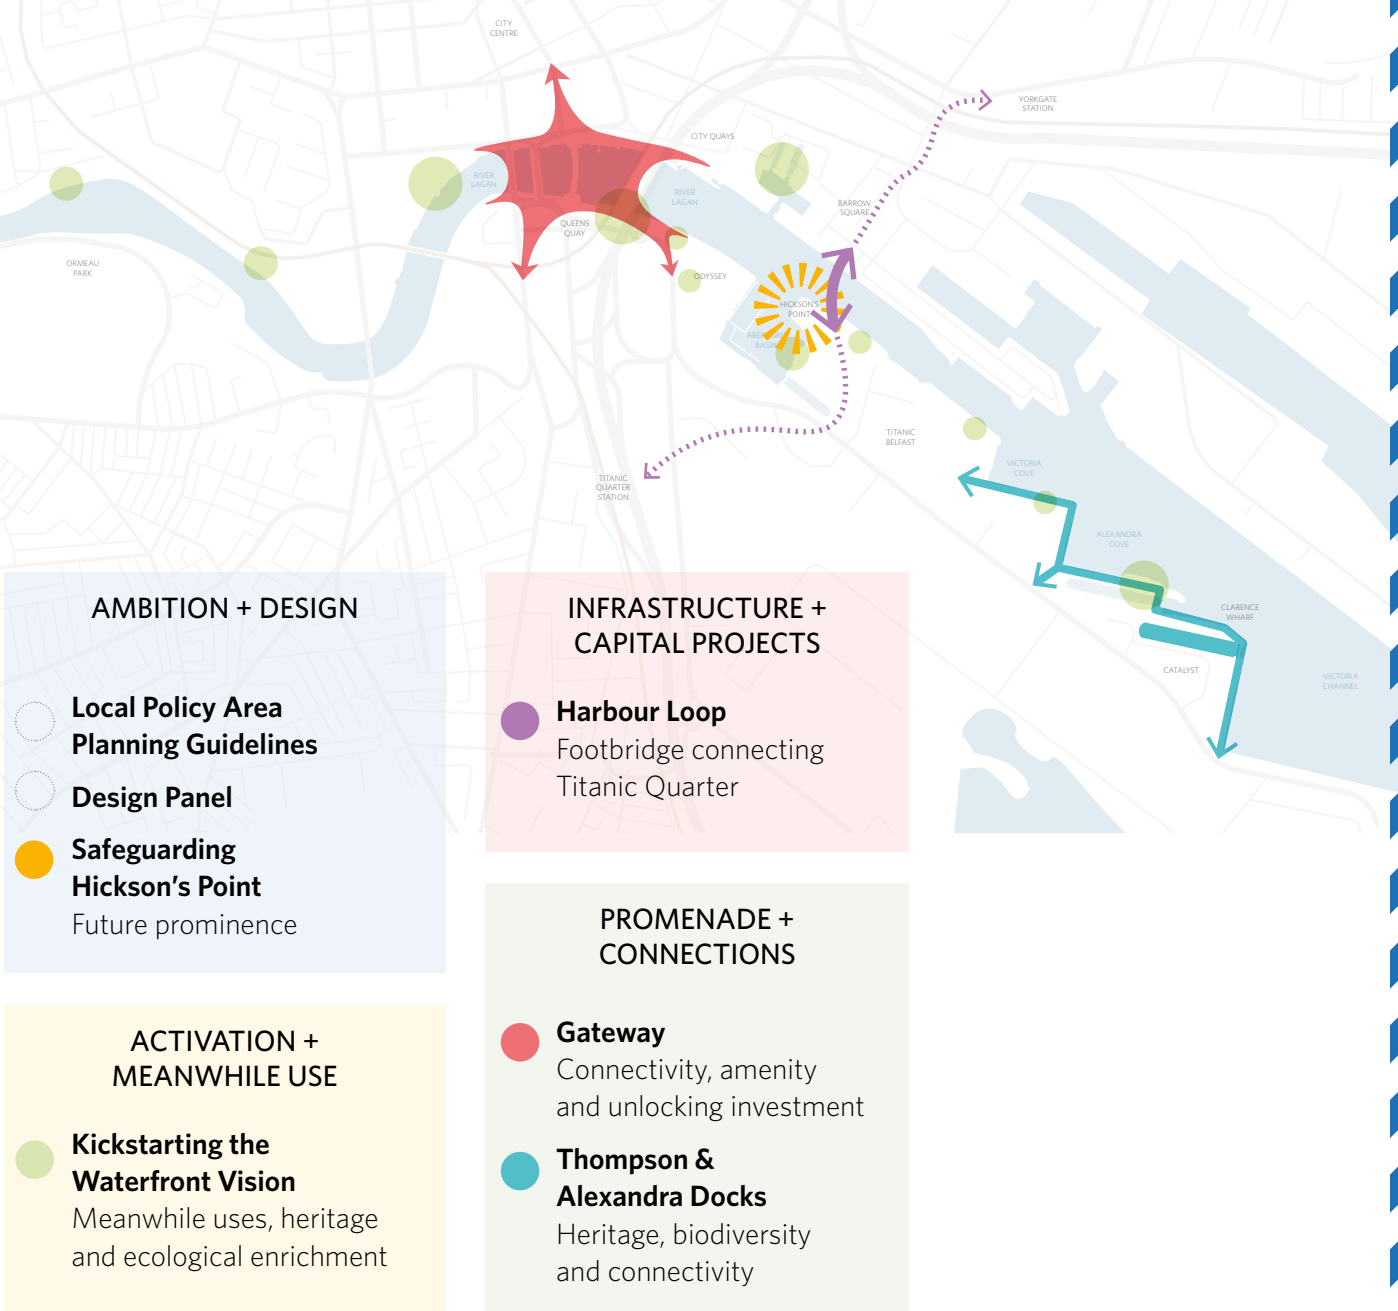 CITY
CENTRE
YORKGATE
STATION
CITY QUAYS
RIVER
LAGAN
RIVER
LAGAN
BARROW
SQUARE
QUEENS
QUAY
ORMEAU
PARK
ODYSSEY
HICKSON'S
POINT
ABERCORN
BASIN
TITANIC
BELFAST
VICTORIA
COVE
TITANIC
QUARTER
STATION
ALEXANDRA
COVE
CLARENCE
WHARF
CATALYST
VICTORIA
CHANNEL
AMBITION + DESIGN
Local Policy Area
Planning Guidelines
Design Panel
Safeguarding
Hickson's Point
Future prominence
INFRASTRUCTURE +
CAPITAL PROJECTS
Harbour Loop
Footbridge connecting
Titanic Quarter
ACTIVATION +
MEANWHILE USE
Kickstarting the
Waterfront Vision
Meanwhile uses, heritage
and ecological enrichment
PROMENADE +
CONNECTIONS
Gateway
Connectivity, amenity
and unlocking investment
Thompson &
Alexandra Docks
Heritage, biodiversity
and connectivity